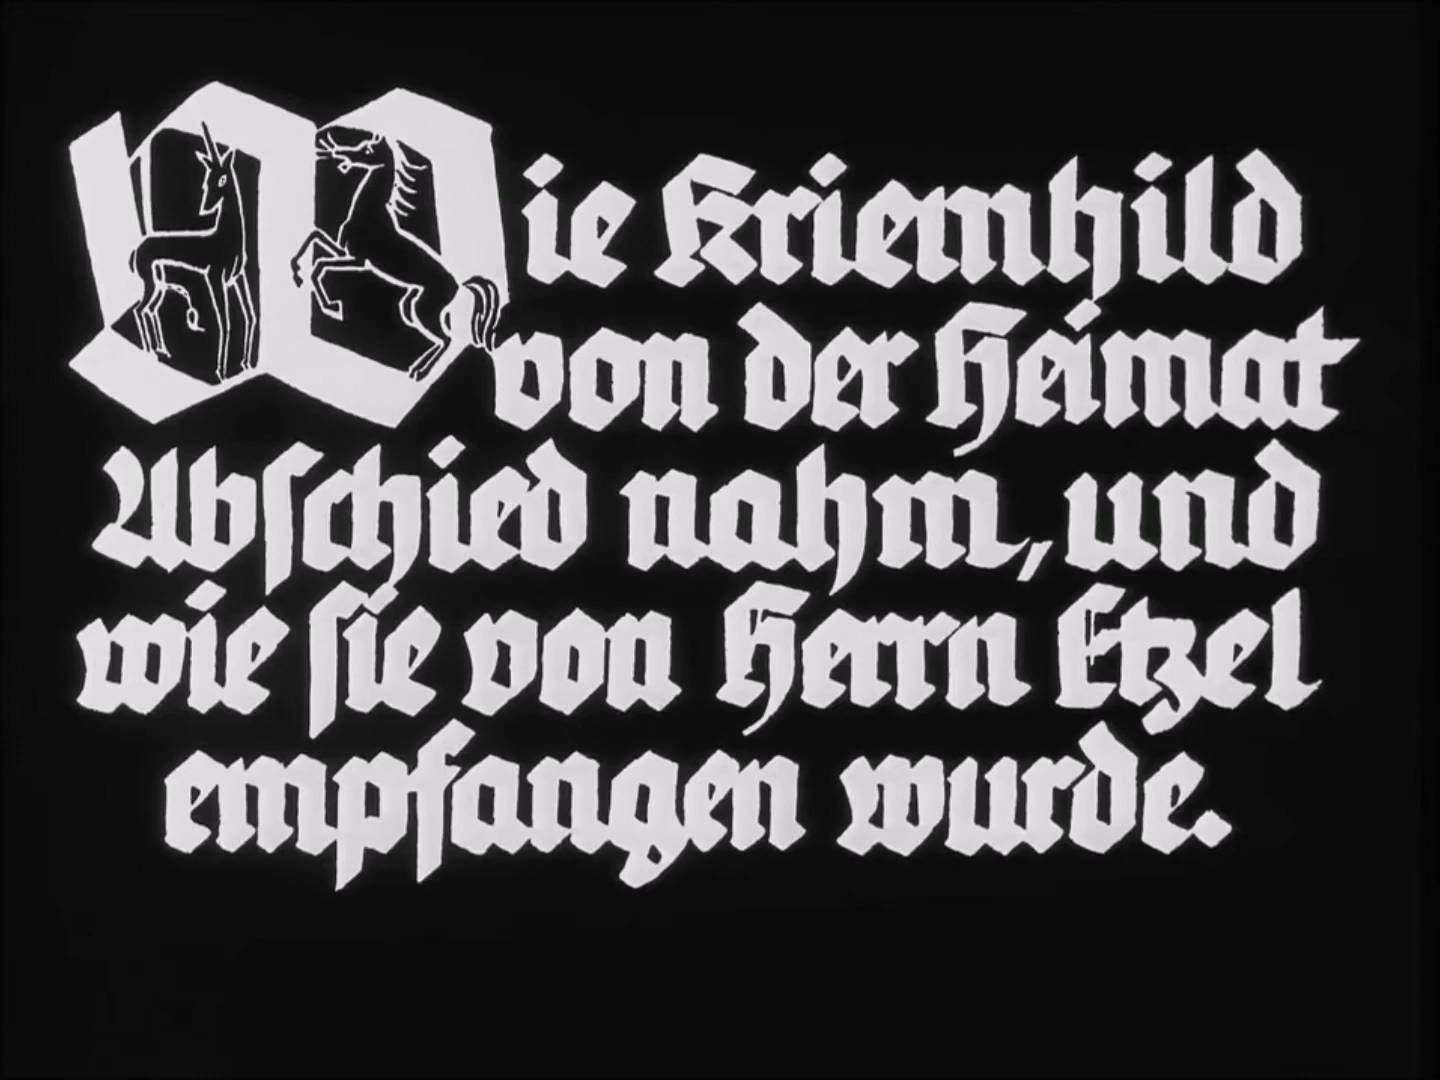 Wie Kriemhild
von der Heimat
Abschied nahm, und
wie sie von Herrn Etzel
empfangen wurde.